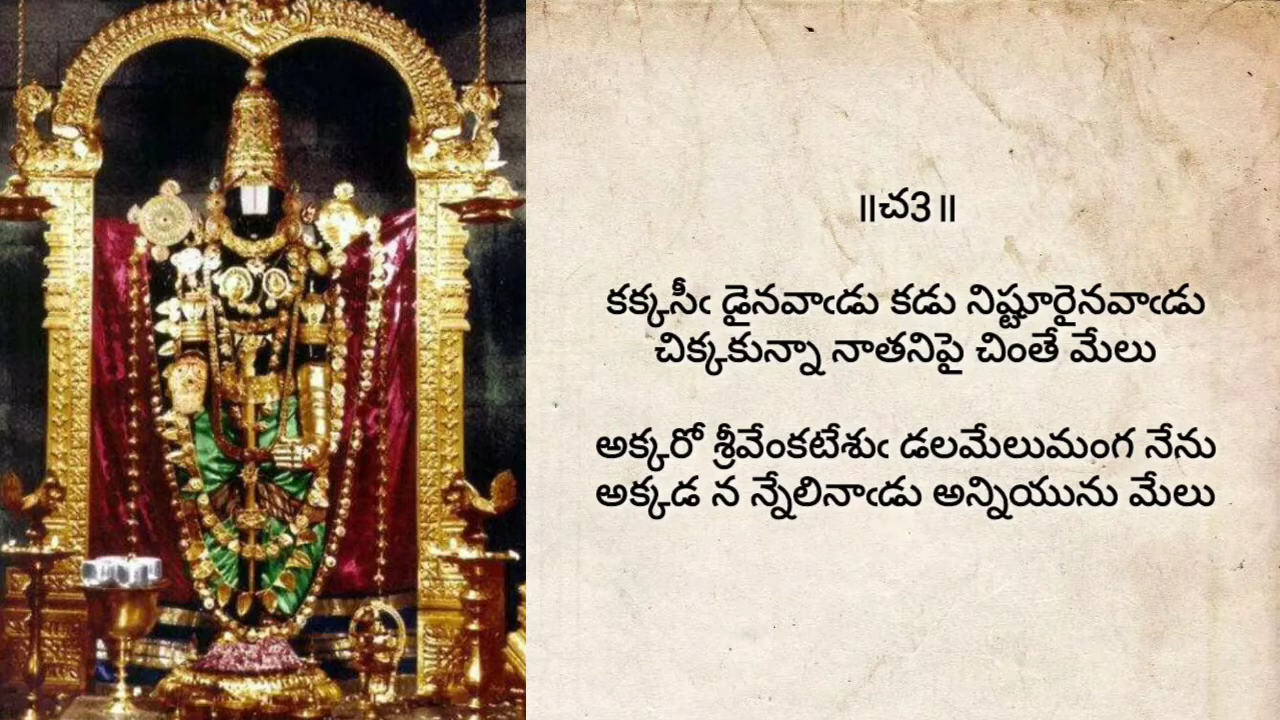 ॥చ3॥
కక్కసీఁ డైనవాఁడు కడు నిష్టూరైనవాఁడు
చిక్కకున్నా నాతనిపై చింతే మేలు
అక్కరో శ్రీవేంకటేశుఁ డలమేలుమంగ నేను
అక్కడ న న్నేలినాఁడు అన్నియును మేలు